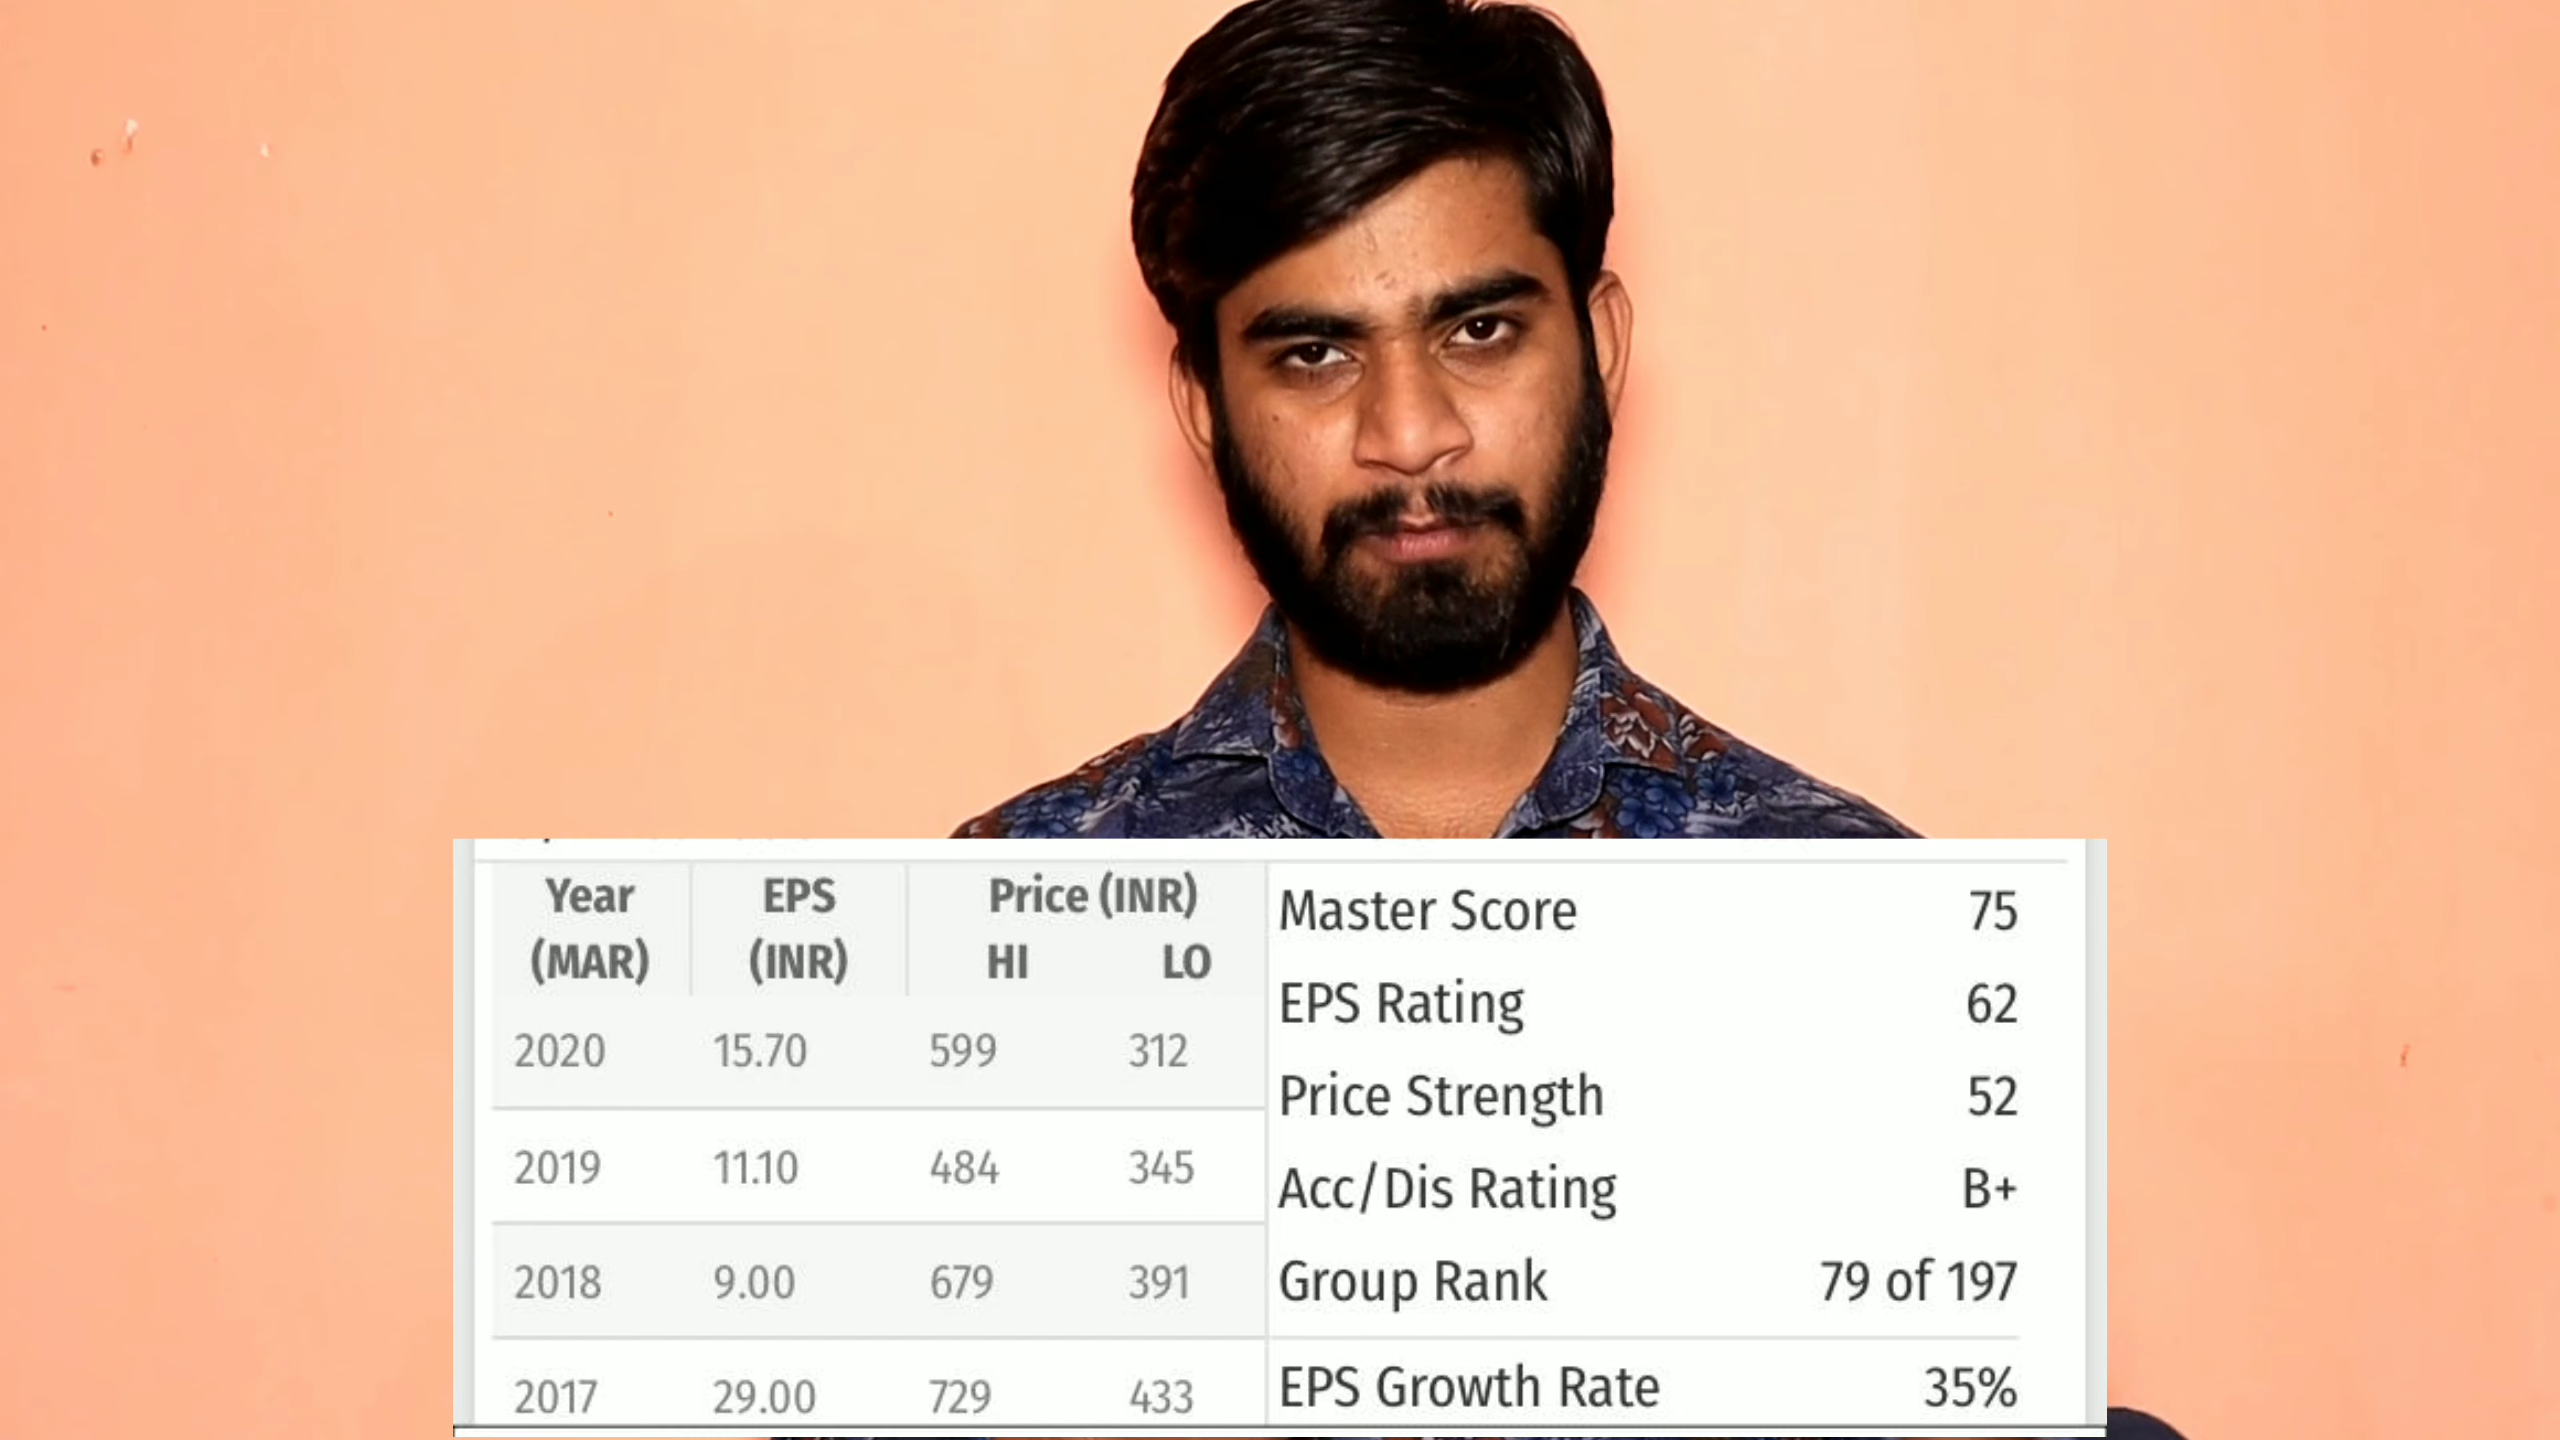 Year EPS Price (INR)
(MAR) (INR) HI LO
2020 15.70 599 312
2019 11.10 484 345
2018 9.00 679 391
2017 29.00 729 433
Master Score 75
EPS Rating 62
Price Strength 52
Acc/Dis Rating B+
Group Rank 79 of 197
EPS Growth Rate 35%